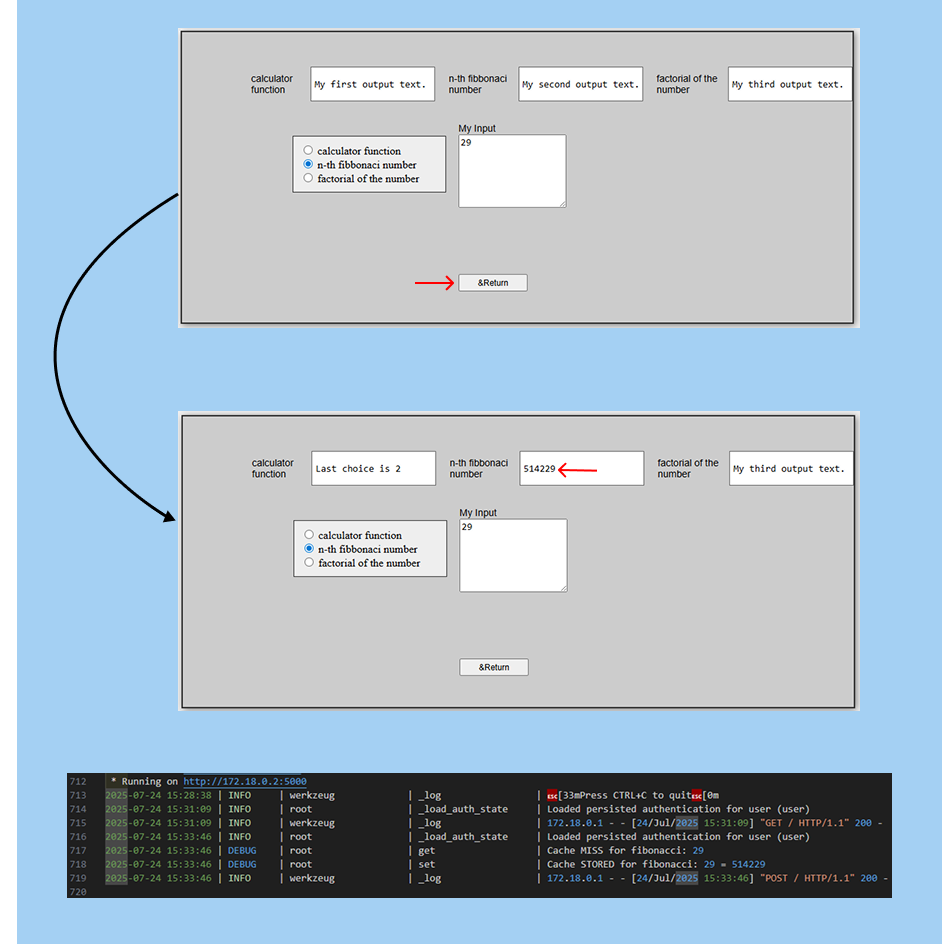 calculator function
My first output text.
n-th fibbonaci number
My second output text.
factorial of the number
My third output text.
My Input
29
calculator function
n-th fibbonaci number
factorial of the number
&Return
calculator function
Last choice is 2
n-th fibbonaci number
514229
factorial of the number
My third output text.
My Input
29
calculator function
n-th fibbonaci number
factorial of the number
&Return
712 * Running on http://172.18.0.2:5000
713 2025-07-24 15:28:38 | INFO | werkzeug | _log | ESC[33mPress CTRL+C to quitESC[0m
714 2025-07-24 15:31:09 | INFO | root | _load_auth_state | Loaded persisted authentication for user (user)
715 2025-07-24 15:31:09 | INFO | werkzeug | _log | 172.18.0.1 - - [24/Jul/2025 15:31:09] "GET / HTTP/1.1" 200 -
716 2025-07-24 15:33:46 | INFO | root | _load_auth_state | Loaded persisted authentication for user (user)
717 2025-07-24 15:33:46 | DEBUG | root | get | Cache MISS for fibonacci: 29
718 2025-07-24 15:33:46 | DEBUG | root | set | Cache STORED for fibonacci: 29 = 514229
719 2025-07-24 15:33:46 | INFO | werkzeug | _log | 172.18.0.1 - - [24/Jul/2025 15:33:46] "POST / HTTP/1.1" 200 -
720